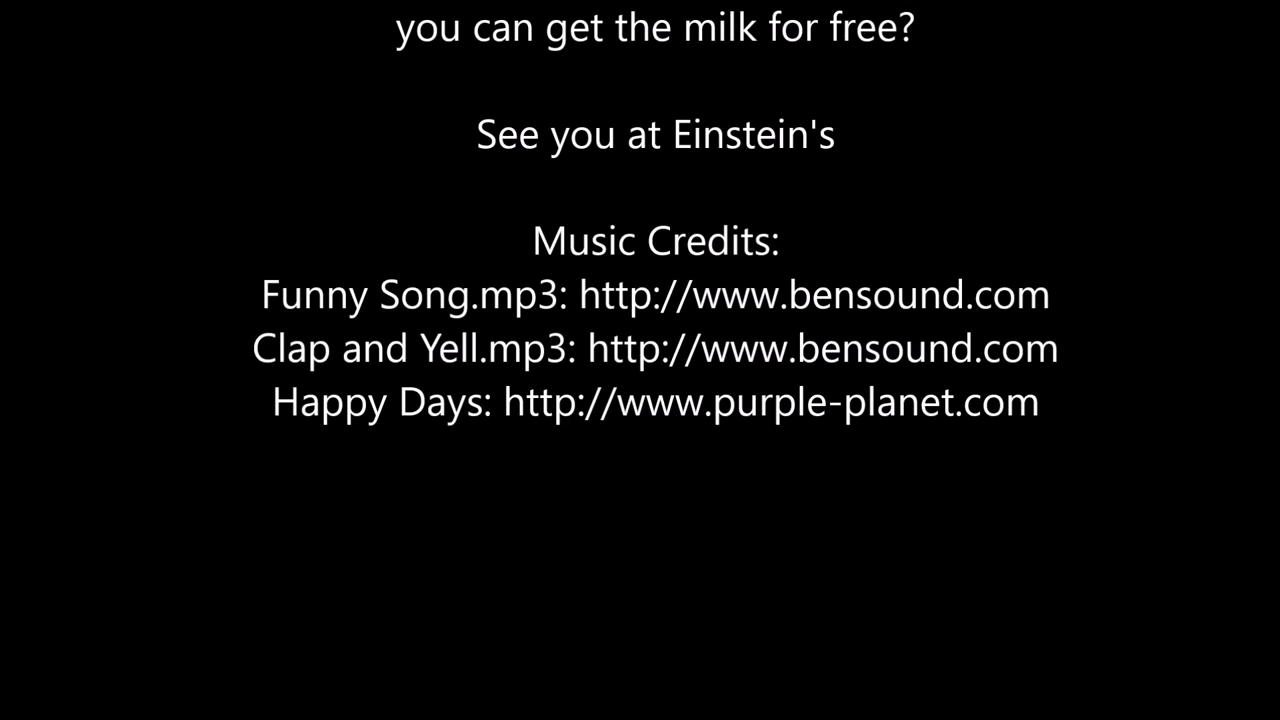 you can get the milk for free?
See you at Einstein's
Music Credits:
Funny Song.mp3: http://www.bensound.com
Clap and Yell.mp3: http://www.bensound.com
Happy Days: http://www.purple-planet.com